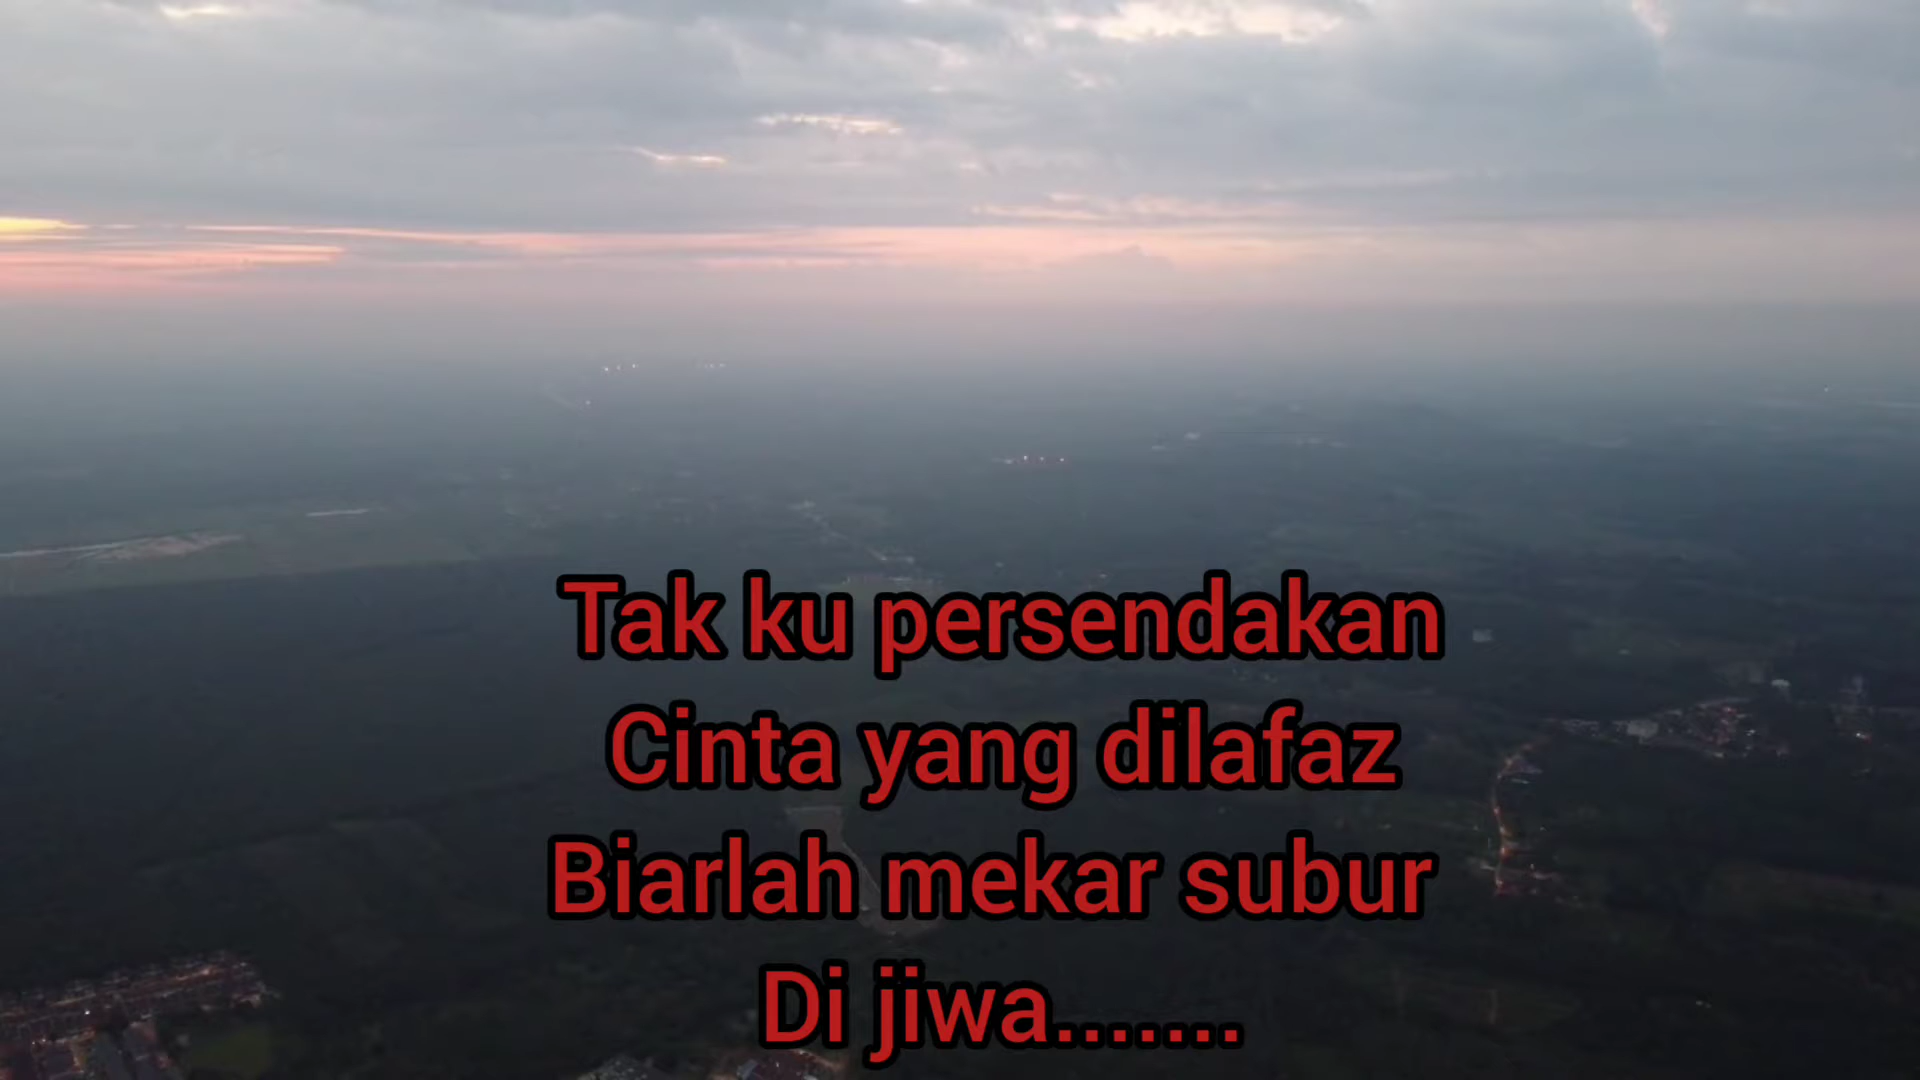 Tak ku persendakan
Cinta yang dilafaz
Biarlah mekar subur
Di jiwa.......